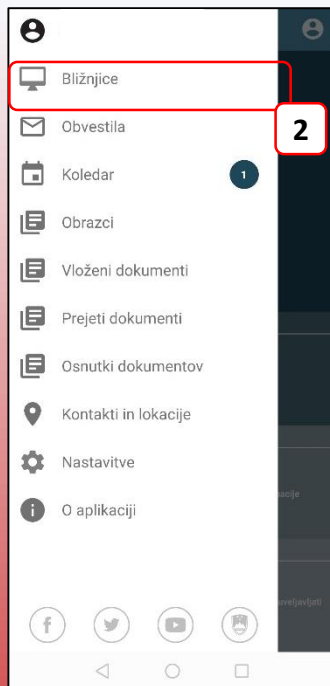 Bližnjice
Obvestila
2
Koledar
1
Obrazci
Vloženi dokumenti
Prejeti dokumenti
Osnutki dokumentov
Kontakti in lokacije
Nastavitve
O aplikaciji